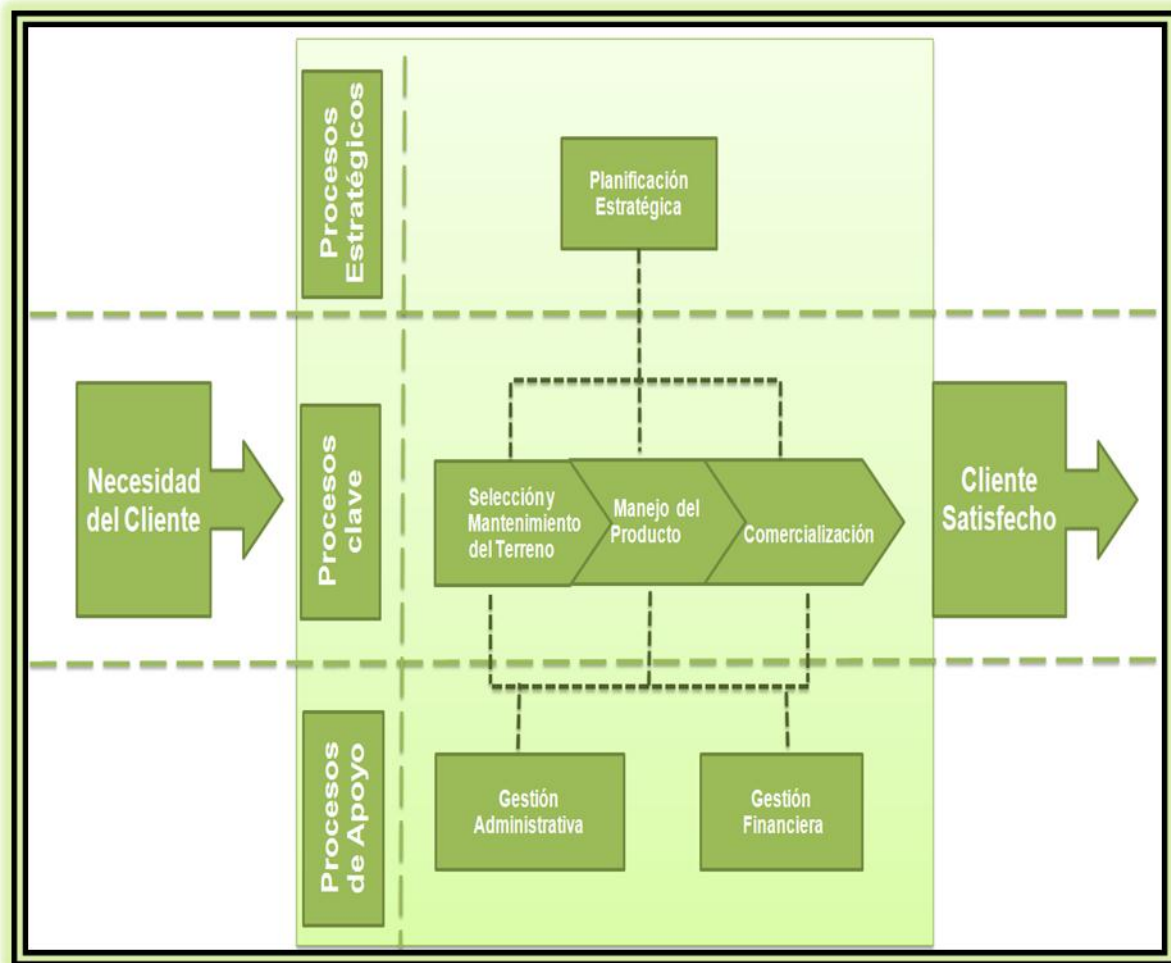 Procesos
Estratégicos
Planificación
Estratégica
Necesidad
del Cliente
Procesos
clave
Selección y
Mantenimiento
del Terreno
Manejo del
Producto
Comercialización
Cliente
Satisfecho
Procesos
de Apoyo
Gestión
Administrativa
Gestión
Financiera